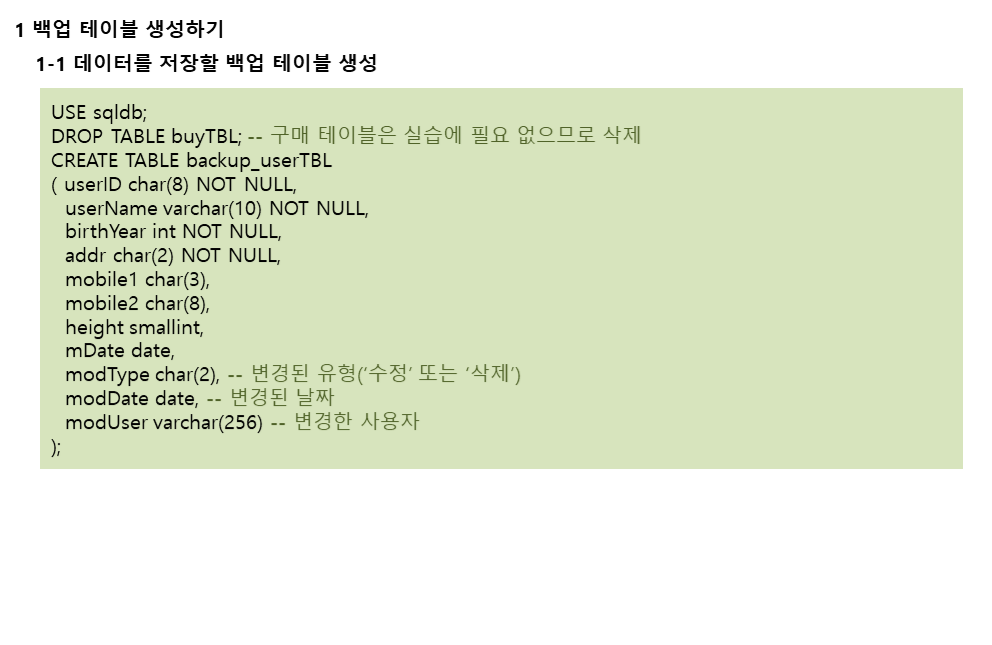 1 백업 테이블 생성하기
1-1 데이터를 저장할 백업 테이블 생성
USE sqldb;
DROP TABLE buyTBL; -- 구매 테이블은 실습에 필요 없으므로 삭제
CREATE TABLE backup_userTBL
( userID char(8) NOT NULL,
userName varchar(10) NOT NULL,
birthYear int NOT NULL,
addr char(2) NOT NULL,
mobile1 char(3),
mobile2 char(8),
height smallint,
mDate date,
modType char(2), -- 변경된 유형(‘수정’ 또는 ‘삭제’)
modDate date, -- 변경된 날짜
modUser varchar(256) -- 변경한 사용자
);